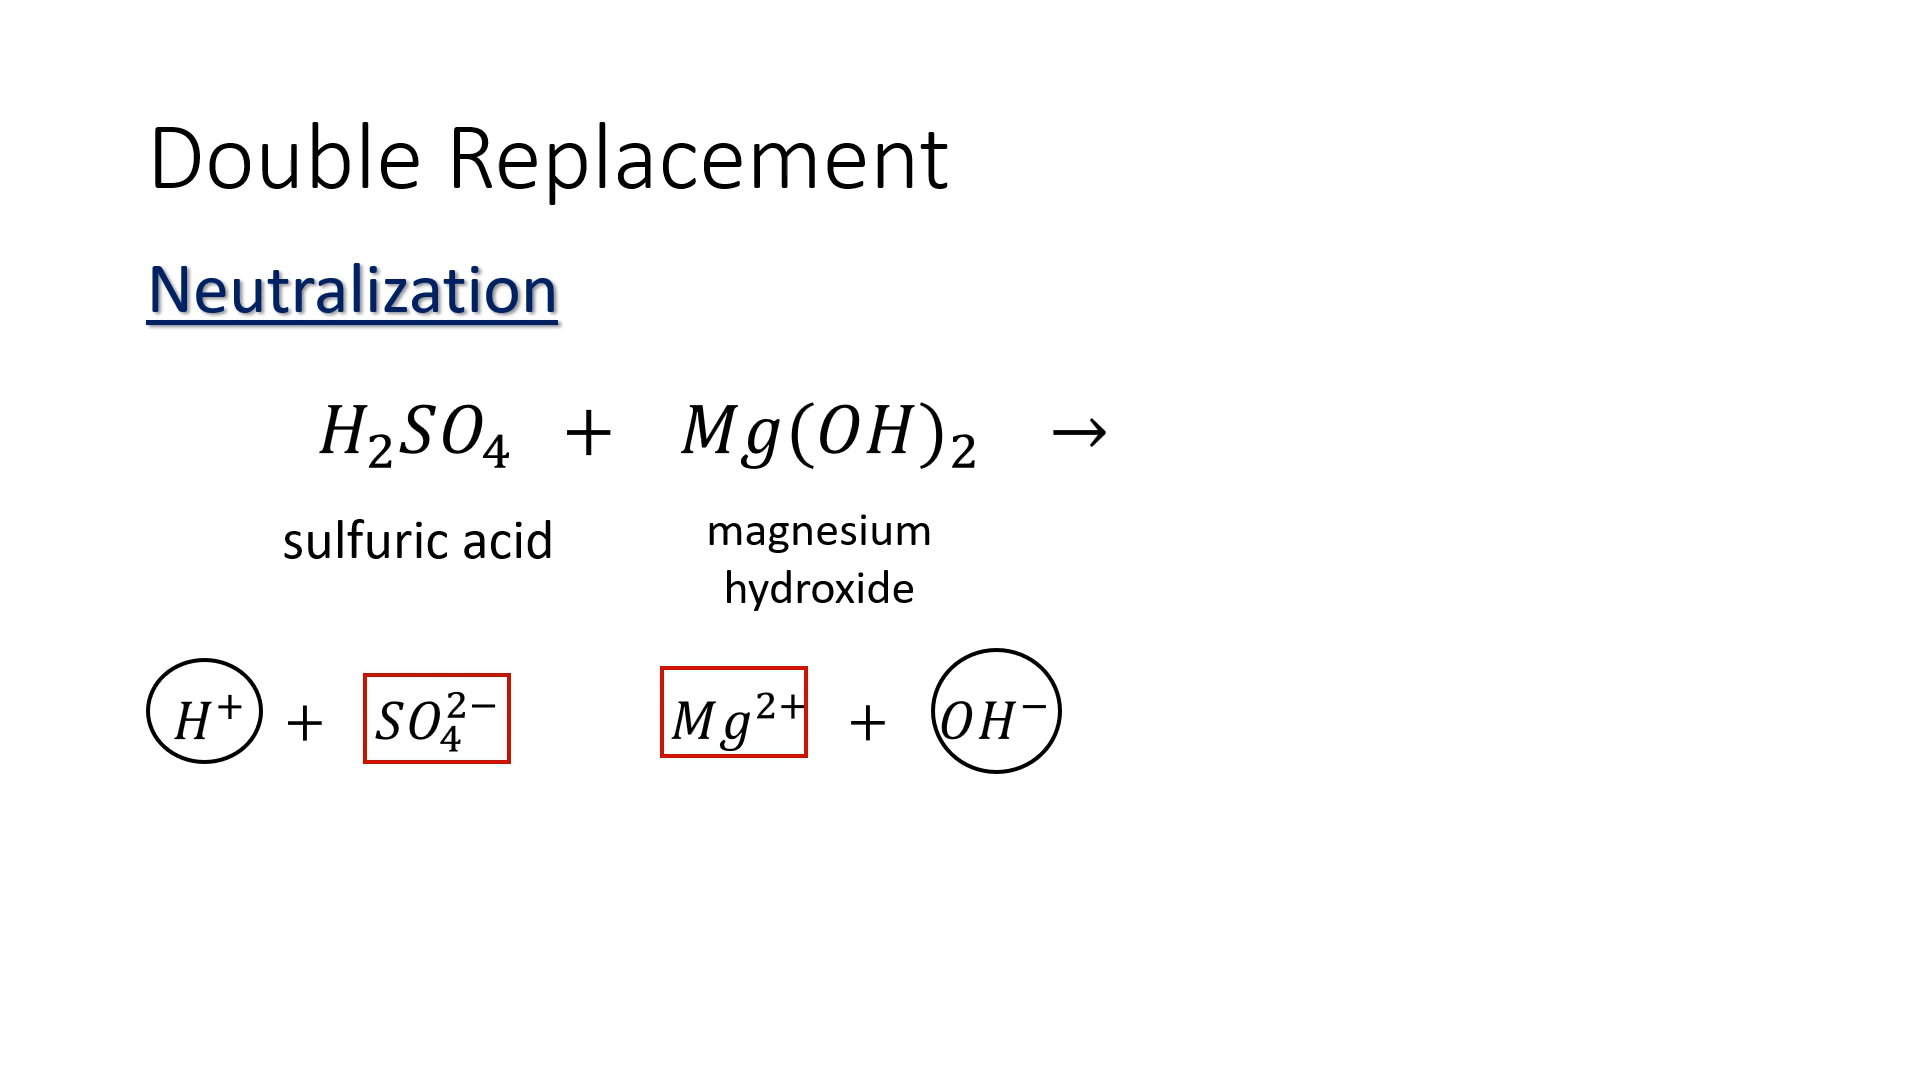 Double Replacement
Neutralization
H₂SO₄ + Mg(OH)₂ →
sulfuric acid
magnesium
hydroxide
H⁺ + SO₄²⁻ Mg²⁺ + OH⁻